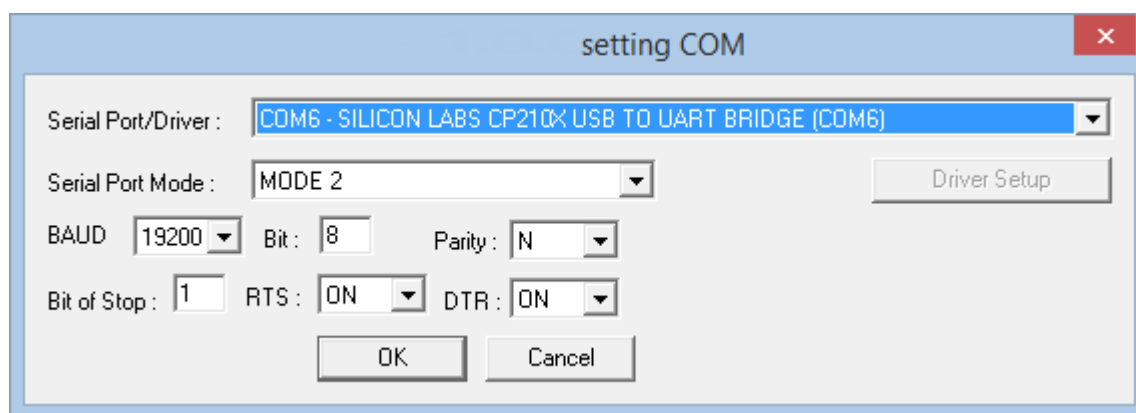 setting COM
Serial Port/Driver : COM6 - SILICON LABS CP210X USB TO UART BRIDGE (COM6)
Serial Port Mode : MODE 2 Driver Setup
BAUD 19200 Bit : 8 Parity : N
Bit of Stop : 1 RTS : ON DTR : ON
OK Cancel